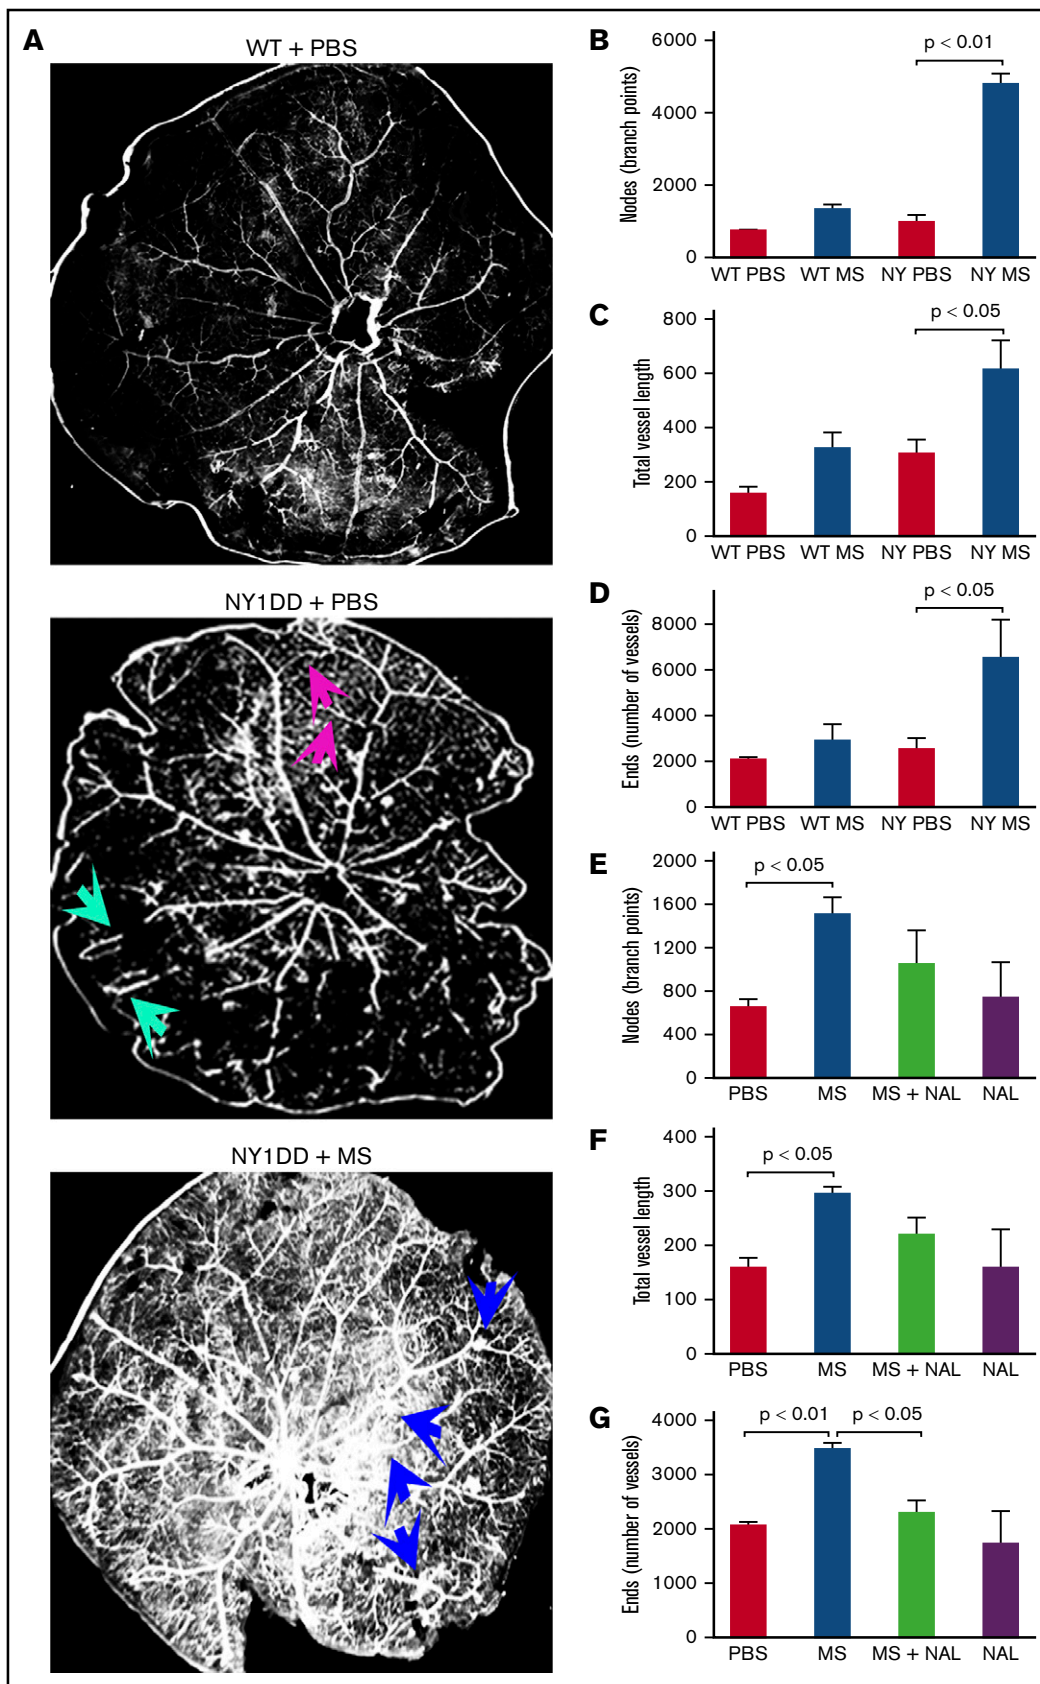 A
WT + PBS
NY1DD + PBS
NY1DD + MS
B
Nodes (branch points)
6000
4000
2000
0
p < 0.01
WT PBS WT MS NY PBS NY MS
C
Total vessel length
800
600
400
200
0
p < 0.05
WT PBS WT MS NY PBS NY MS
D
Ends (number of vessels)
8000
6000
4000
2000
0
p < 0.05
WT PBS WT MS NY PBS NY MS
E
Nodes (branch points)
2000
1600
1200
800
400
0
p < 0.05
PBS MS MS + NAL NAL
F
Total vessel length
400
300
200
100
0
p < 0.05
PBS MS MS + NAL NAL
G
Ends (number of vessels)
4000
3000
2000
1000
0
p < 0.01 p < 0.05
PBS MS MS + NAL NAL